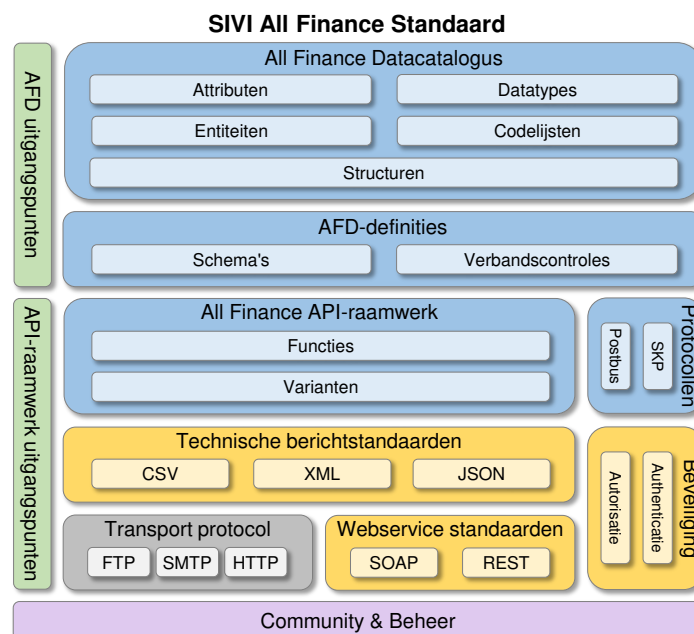 SIVI All Finance Standaard
AFD uitgangspunten
All Finance Datacatalogus
Attributen
Datatypes
Entiteiten
Codelijsten
Structuren
AFD-definities
Schema's
Verbandscontroles
API-raamwerk uitgangspunten
All Finance API-raamwerk
Functies
Varianten
Protocollen
Postbus
SKP
Technische berichtstandaarden
CSV
XML
JSON
Beveiliging
Autorisatie
Authenticatie
Transport protocol
FTP
SMTP
HTTP
Webservice standaarden
SOAP
REST
Community & Beheer